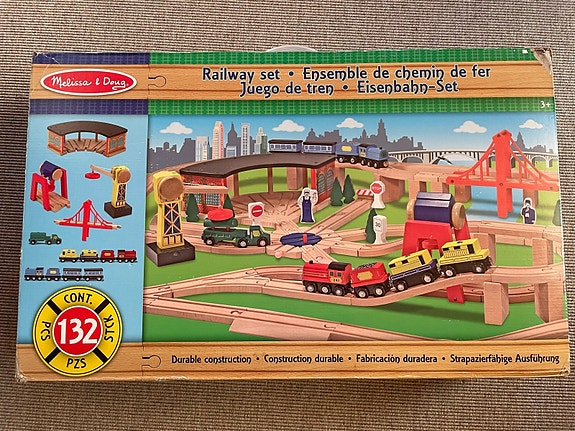 Melissa & Doug
Railway set • Ensemble de chemin de fer
Juego de tren • Eisenbahn-Set
3+
CONT.
PCS 132 STCK
PZS
Durable construction • Construction durable • Fabricación duradera • Strapazierfähige Ausführung